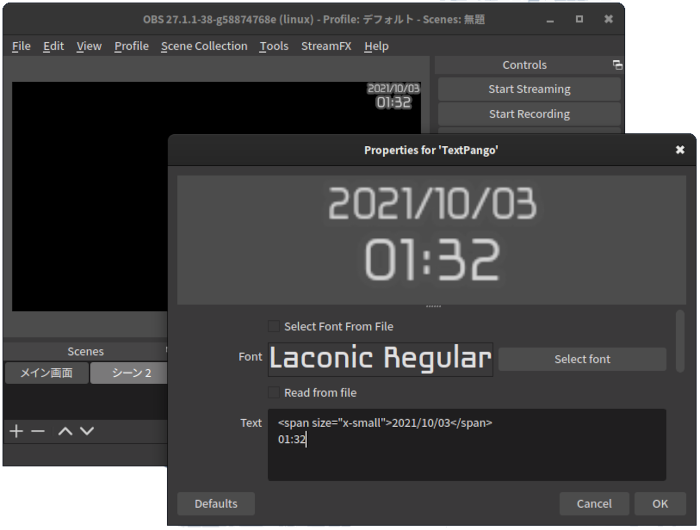 OBS 27.1.1-38-g58874768e (linux) - Profile: デフォルト - Scenes: 無題
File Edit View Profile Scene Collection Tools StreamFX Help
2021/10/03
01:32
Controls
Start Streaming
Start Recording
Properties for 'TextPango'
2021/10/03
01:32
Select Font From File
Font Laconic Regular Select font
Read from file
Text <span size="x-small">2021/10/03</span>
01:32
Scenes
メイン画面 シーン 2
Defaults Cancel OK